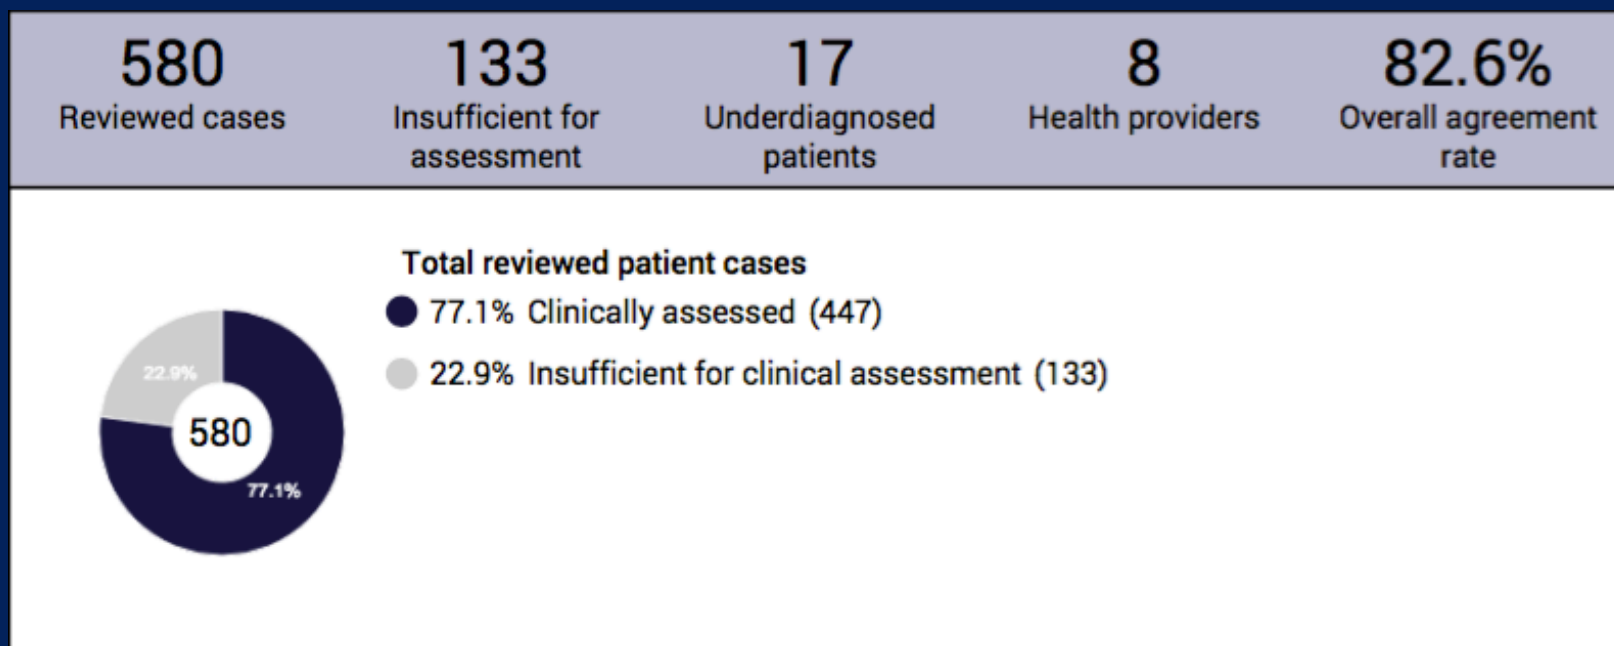 580
Reviewed cases
133
Insufficient for
assessment
17
Underdiagnosed
patients
8
Health providers
82.6%
Overall agreement
rate
Total reviewed patient cases
77.1% Clinically assessed (447)
22.9% Insufficient for clinical assessment (133)
22.9%
580
77.1%